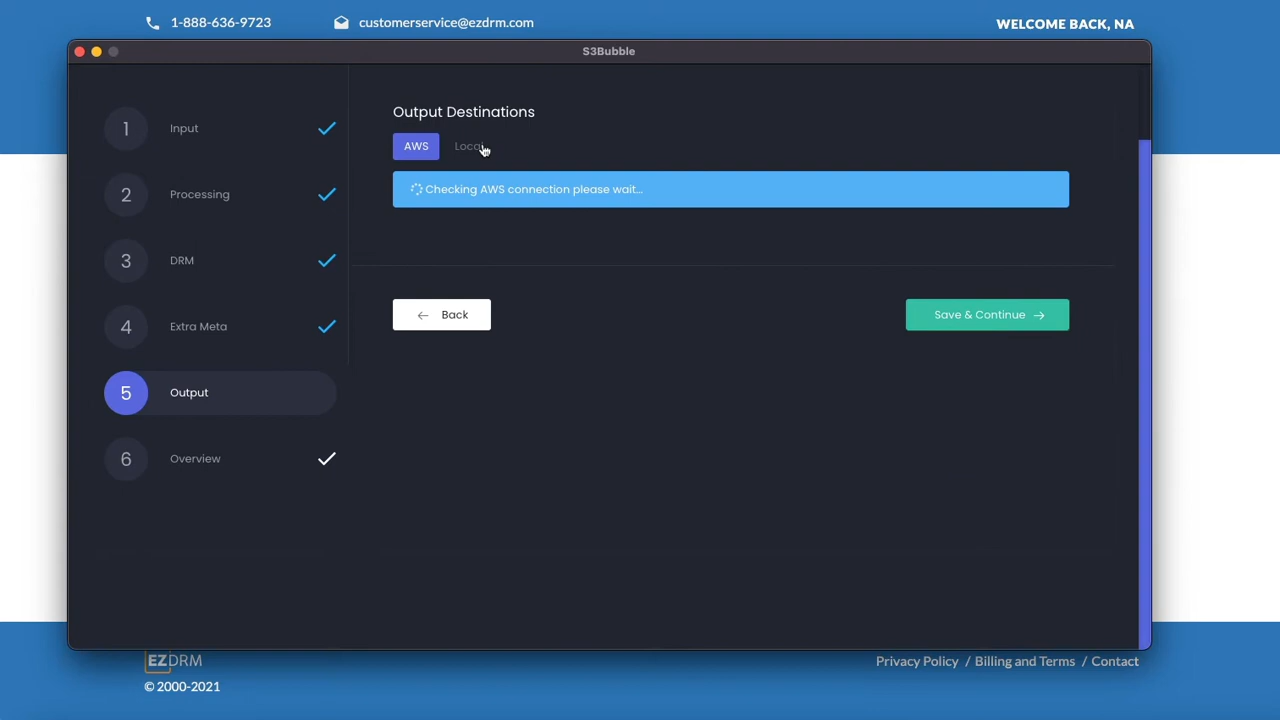 1-888-636-9723
customerservice@ezdrm.com
WELCOME BACK, NA
S3Bubble
1 Input
2 Processing
3 DRM
4 Extra Meta
5 Output
6 Overview
Output Destinations
AWS Local
Checking AWS connection please wait...
Back
Save & Continue
EZDRM
© 2000-2021
Privacy Policy / Billing and Terms / Contact